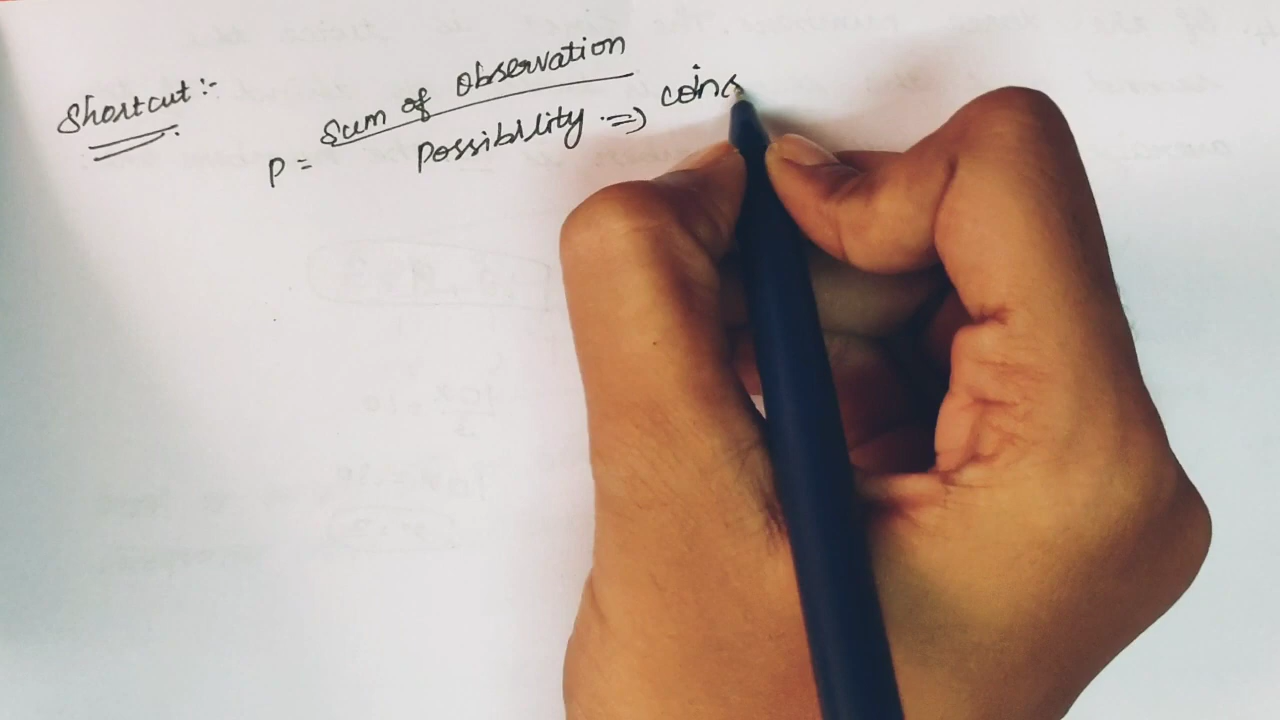 Shortcut:-
P = Sum of Observation
Possibility => coins